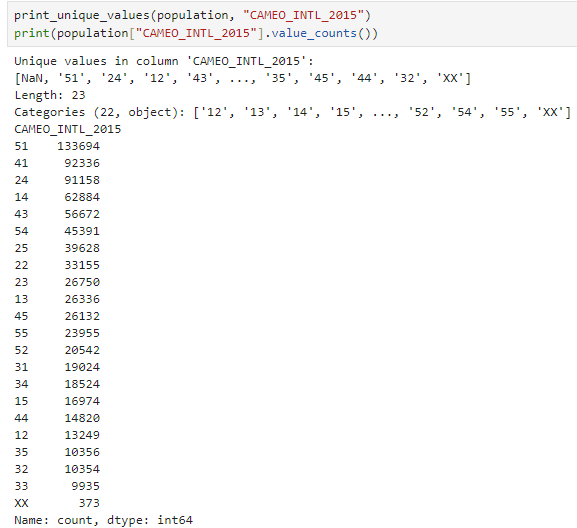 print_unique_values(population, "CAMEO_INTL_2015")
print(population["CAMEO_INTL_2015"].value_counts())
Unique values in column 'CAMEO_INTL_2015':
[NaN, '51', '24', '12', '43', ..., '35', '45', '44', '32', 'XX']
Length: 23
Categories (22, object): ['12', '13', '14', '15', ..., '52', '54', '55', 'XX']
CAMEO_INTL_2015
51    133694
41     92336
24     91158
14     62884
43     56672
54     45391
25     39628
22     33155
23     26750
13     26336
45     26132
55     23955
52     20542
31     19024
34     18524
15     16974
44     14820
12     13249
35     10356
32     10354
33      9935
XX       373
Name: count, dtype: int64